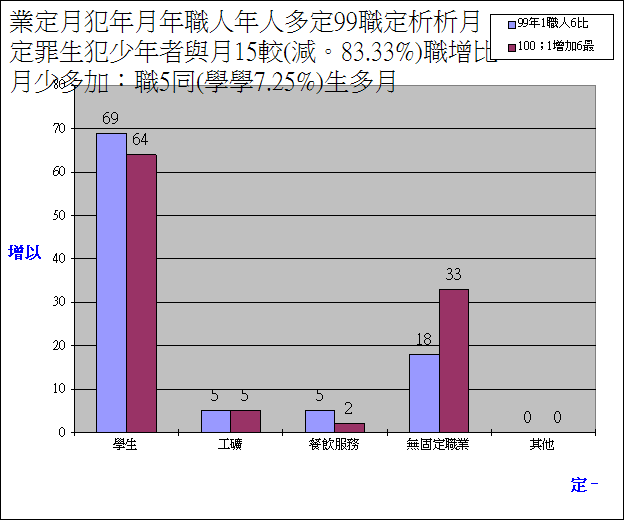 業定月犯年月年職人年人多定99職定析析月
定罪生犯少年者與月15較(減。83.33%)職增比
月少多加：職5同(學學7.25%)生多月
99年1職人6比
100；1增加6最
80
70
60
50
40
30
20
10
0
增以
69
64
5
5
5
2
18
33
0
0
學生
工礦
餐飲服務
無固定職業
其他
定-